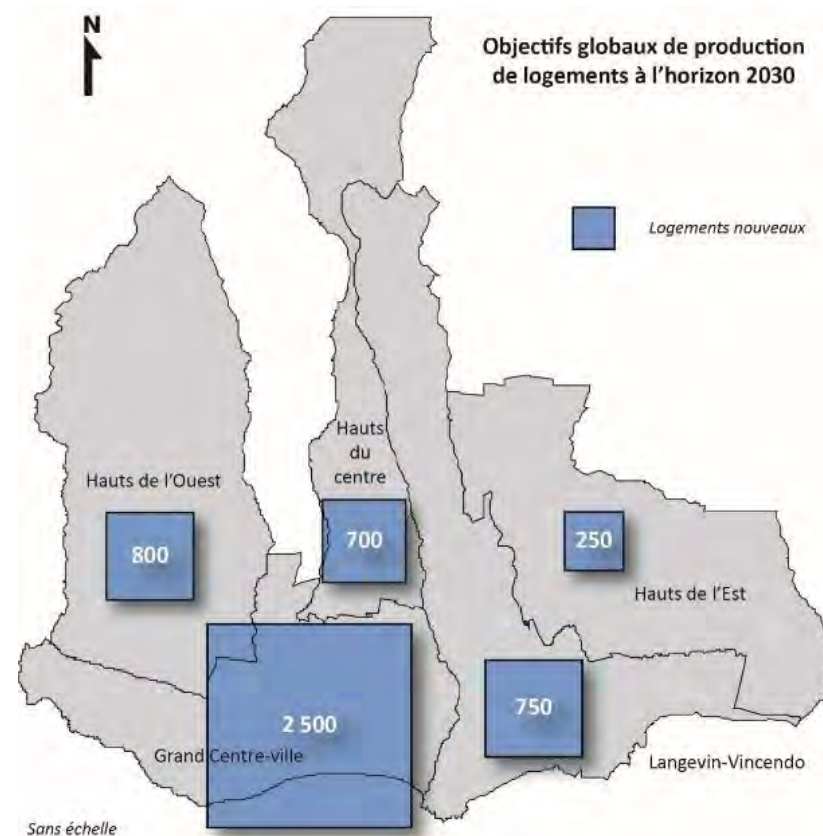 N
Objectifs globaux de production
de logements à l'horizon 2030
Logements nouveaux
Hauts
du
centre
Hauts de l'Ouest
800
700
250
Hauts de l'Est
2 500
750
Grand Centre-ville
Langevin-Vincendo
Sans échelle